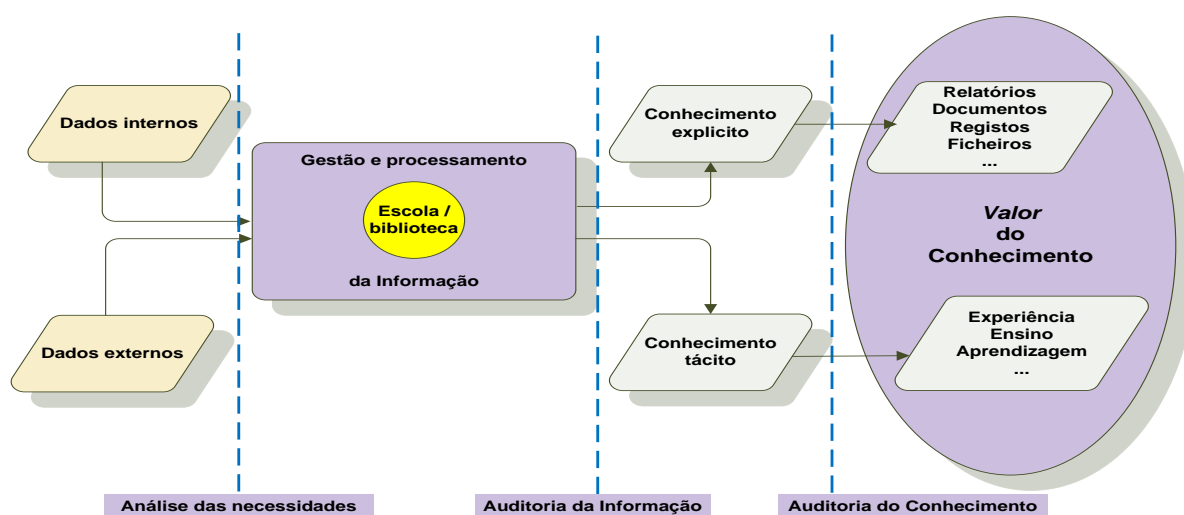 Dados internos
Dados externos
Gestão e processamento
Escola /
biblioteca
da Informação
Conhecimento
explicito
Conhecimento
tácito
Relatórios
Documentos
Registos
Ficheiros
...
Valor
do
Conhecimento
Experiência
Ensino
Aprendizagem
...
Análise das necessidades
Auditoria da Informação
Auditoria do Conhecimento